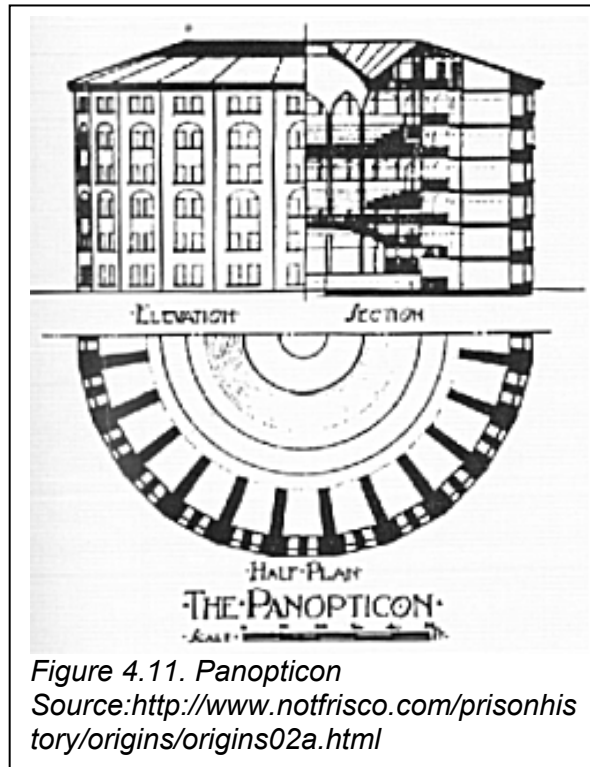 ·ELEVATION· SECTION
·HALF·PLAN·
·THE·PANOPTICON·
·SCALE·
Figure 4.11. Panopticon
Source:http://www.notfrisco.com/prisonhis
tory/origins/origins02a.html